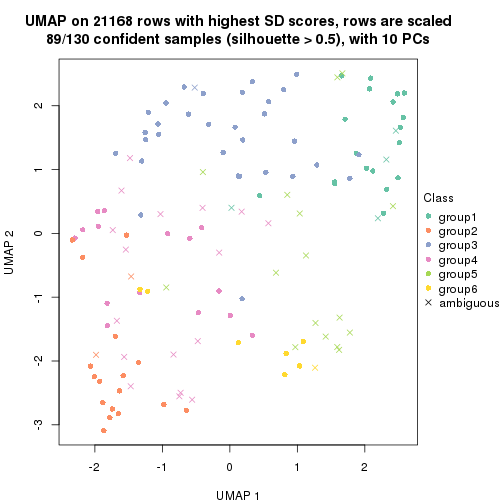 UMAP on 21168 rows with highest SD scores, rows are scaled
89/130 confident samples (silhouette > 0.5), with 10 PCs
2
1
0
-1
-2
-3
UMAP 2
-2
-1
0
1
2
UMAP 1
Class
group1
group2
group3
group4
group5
group6
ambiguous